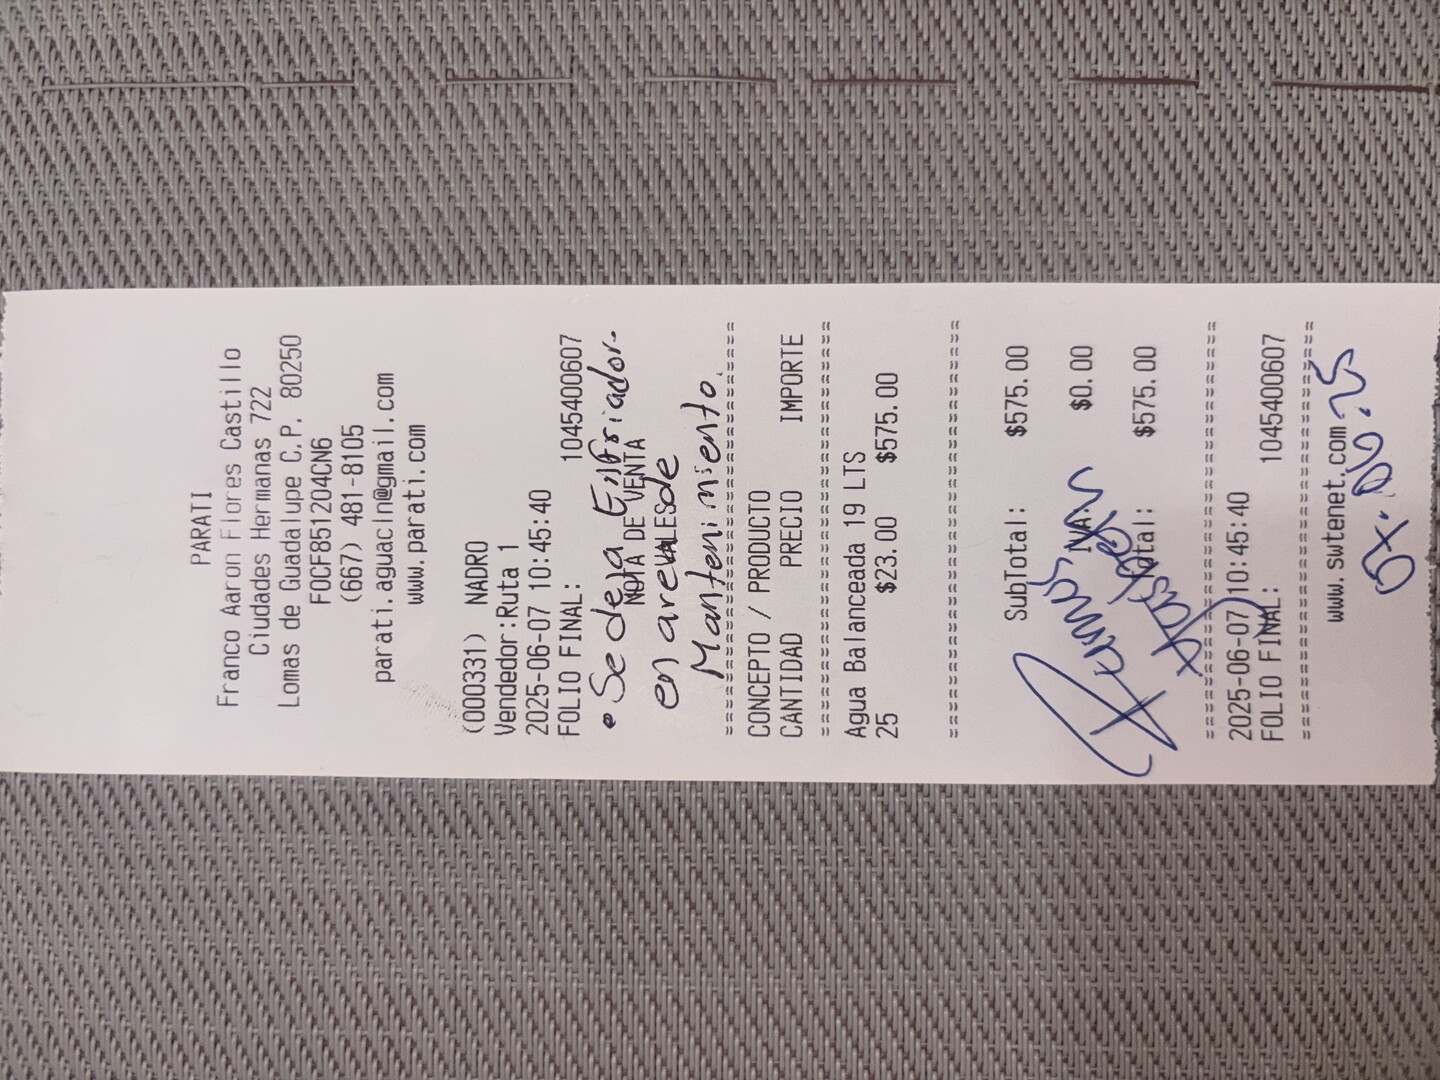 PARATI
Franco Aaron Flores Castillo
Ciudades Hermanas 722
Lomas de Guadalupe C.P. 80250
FOCF851204CN6
(667) 481-8105
parati.aguacln@gmail.com
www.parati.com
(000331) NADRO
Vendedor:Ruta 1
2025-06-07 10:45:40
FOLIO FINAL: 1045400607
• Se deja Enfriador
NOTA DE VENTA
en area de
VALES
Mantenimiento.
==============================
CONCEPTO / PRODUCTO
CANTIDAD PRECIO IMPORTE
==============================
Agua Balanceada 19 LTS
25 $23.00 $575.00
==============================
SubTotal: $575.00
IVA: $0.00
Total: $575.00
==============================
2025-06-07 10:45:40
FOLIO FINAL: 1045400607
==============================
www.swtenet.com